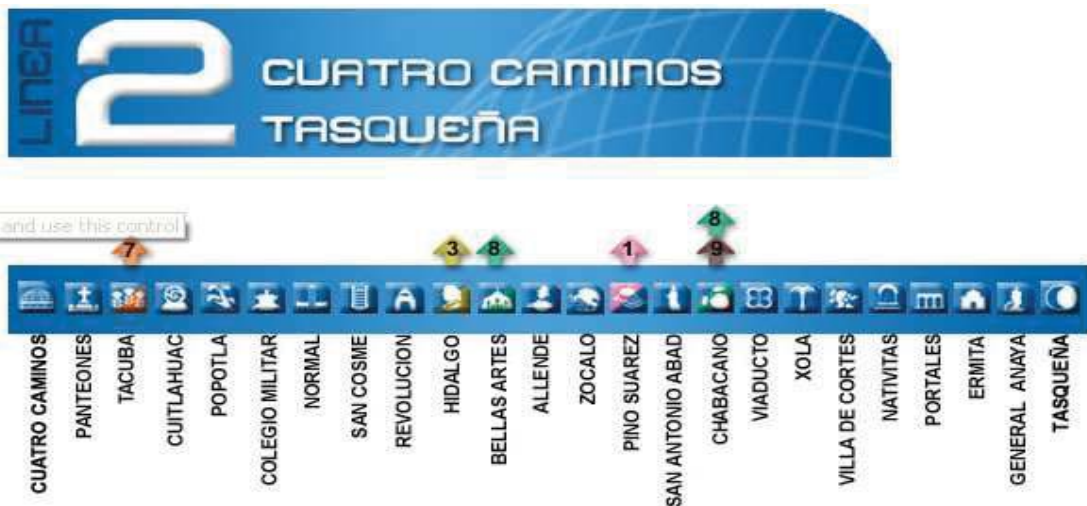 LINEA
2
CUATRO CAMINOS
TASQUEÑA
and use this control
7
3
8
1
8
9
CUATRO CAMINOS
PANTEONES
TACUBA
CUITLAHUAC
POPOTLA
COLEGIO MILITAR
NORMAL
SAN COSME
REVOLUCION
HIDALGO
BELLAS ARTES
ALLENDE
ZOCALO
PINO SUAREZ
SAN ANTONIO ABAD
CHABACANO
VIADUCTO
XOLA
VILLA DE CORTES
NATIVITAS
PORTALES
ERMITA
GENERAL ANAYA
TASQUEÑA